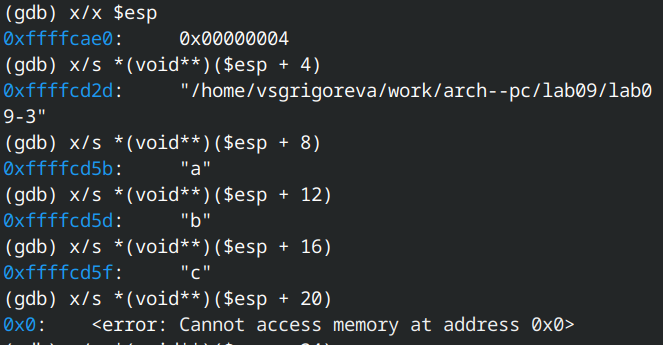 (gdb) x/x $esp
0xffffcae0:     0x00000004
(gdb) x/s *(void**)($esp + 4)
0xffffcd2d:     "/home/vsgrigoreva/work/arch--pc/lab09/lab0
9-3"
(gdb) x/s *(void**)($esp + 8)
0xffffcd5b:     "a"
(gdb) x/s *(void**)($esp + 12)
0xffffcd5d:     "b"
(gdb) x/s *(void**)($esp + 16)
0xffffcd5f:     "c"
(gdb) x/s *(void**)($esp + 20)
0x0:    <error: Cannot access memory at address 0x0>